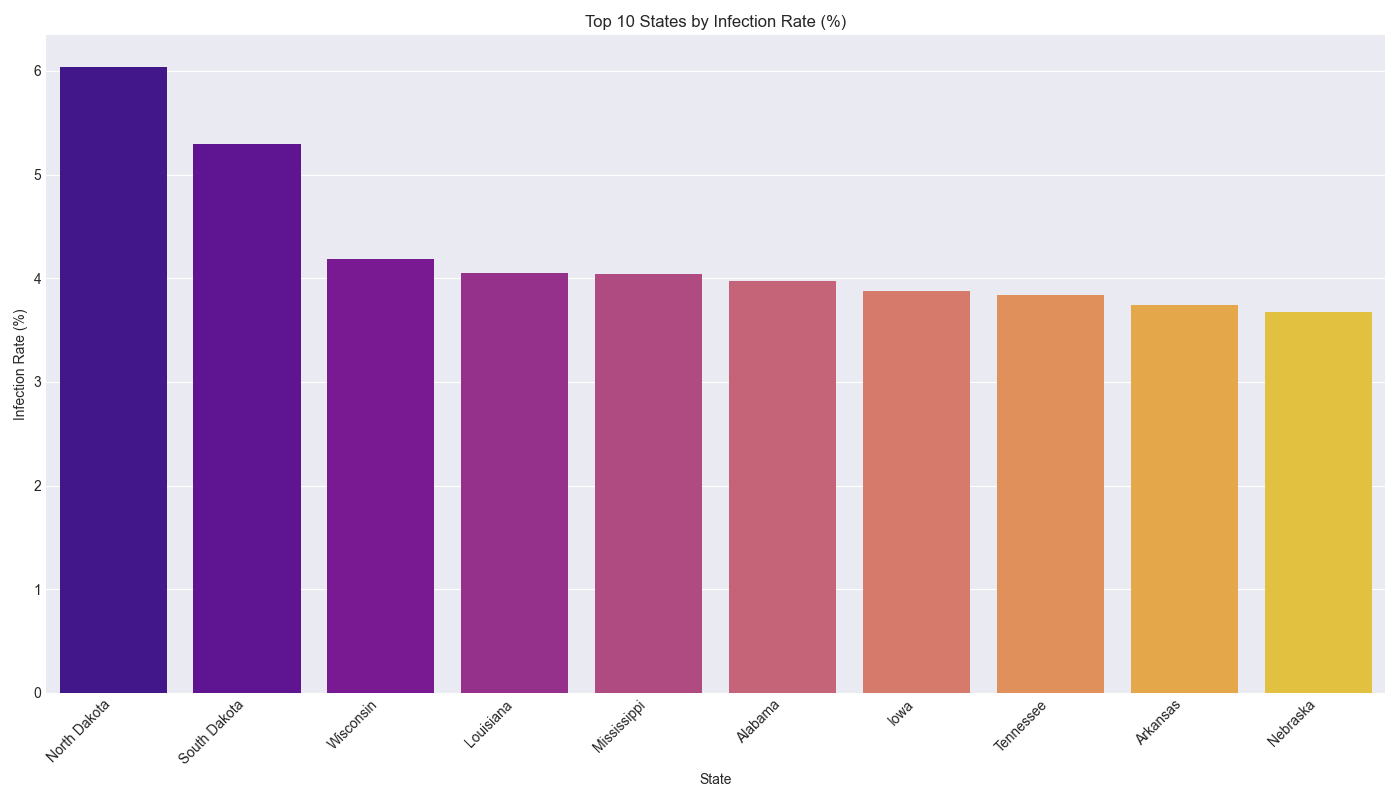 Top 10 States by Infection Rate (%)
Infection Rate (%)
6
5
4
3
2
1
0
North Dakota
South Dakota
Wisconsin
Louisiana
Mississippi
Alabama
Iowa
Tennessee
Arkansas
Nebraska
State